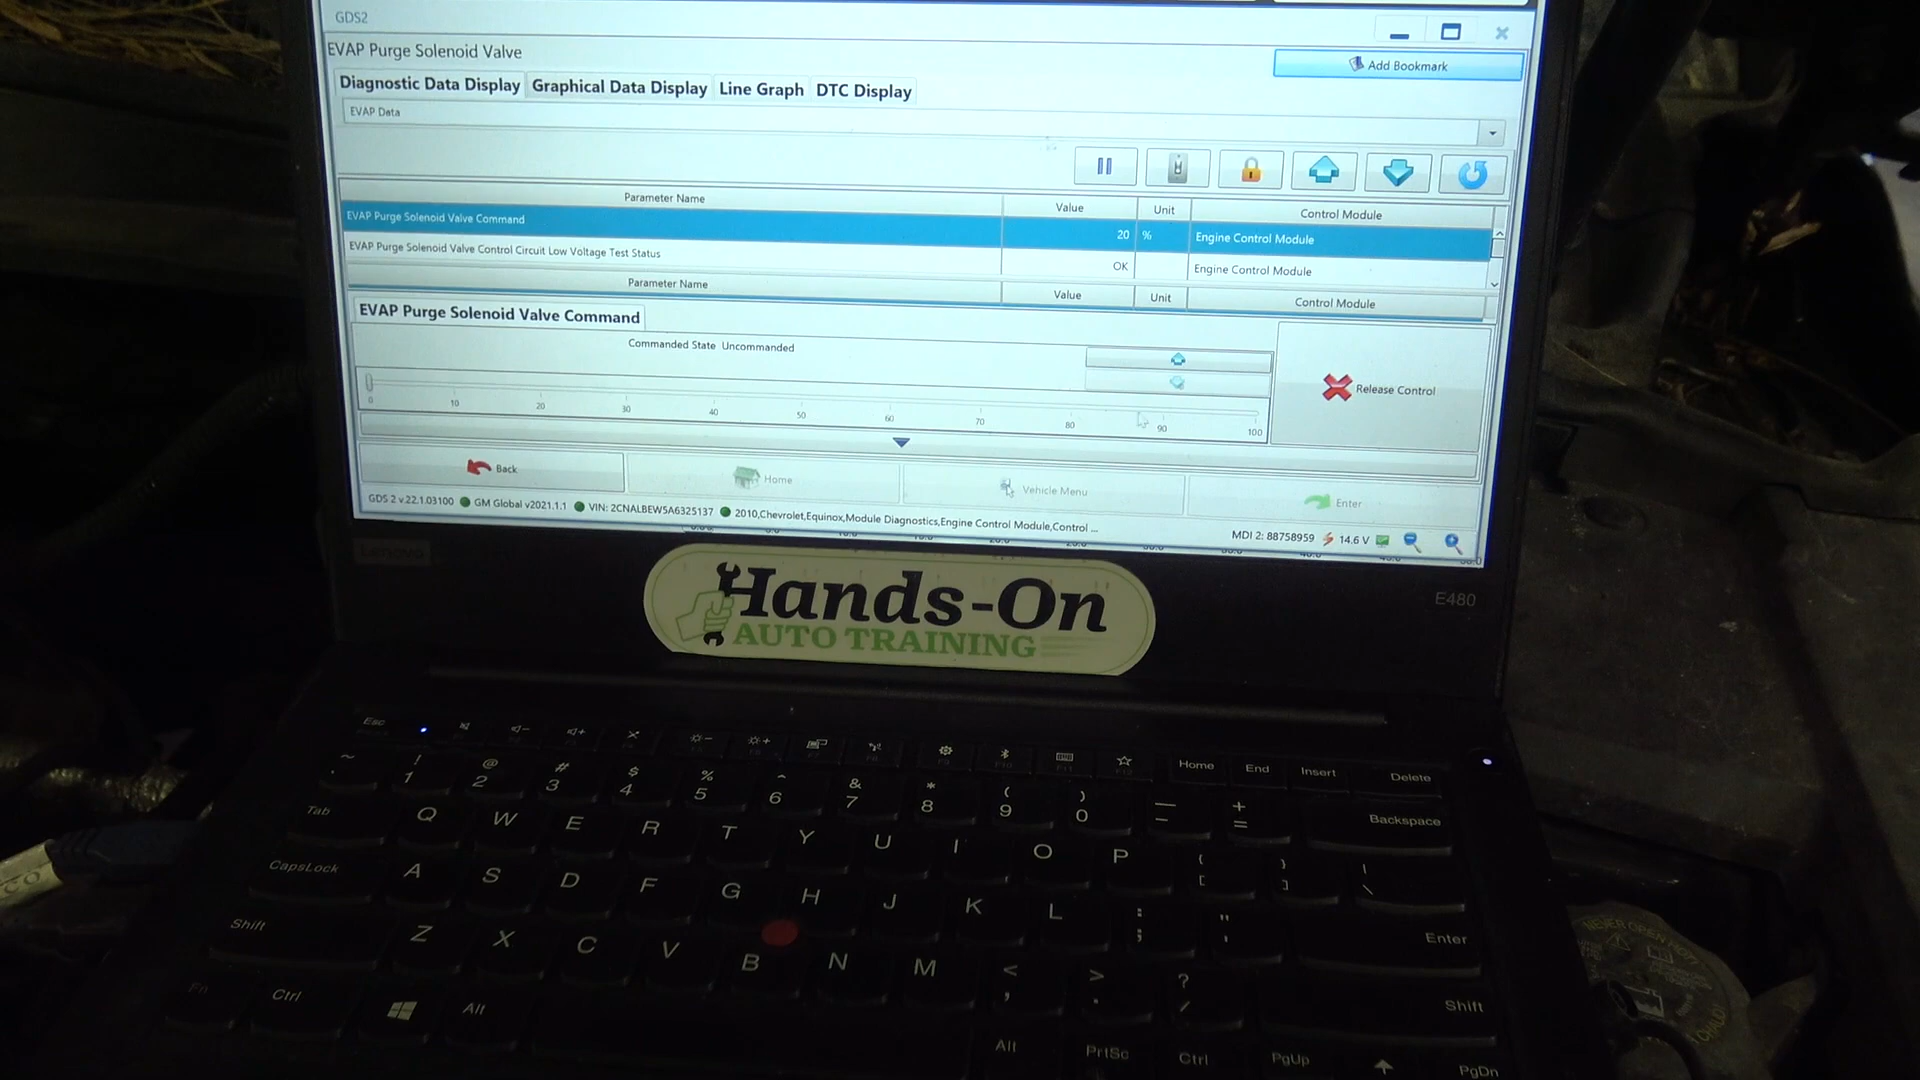 GDS2
EVAP Purge Solenoid Valve
Add Bookmark
Diagnostic Data Display Graphical Data Display Line Graph DTC Display
EVAP Data
Parameter Name Value Unit Control Module
EVAP Purge Solenoid Valve Command 20 % Engine Control Module
EVAP Purge Solenoid Valve Control Circuit Low Voltage Test Status OK Engine Control Module
Parameter Name Value Unit Control Module
EVAP Purge Solenoid Valve Command
Commanded State Uncommanded
Release Control
0 10 20 30 40 50 60 70 80 90 100
Back Home Vehicle Menu Enter
GDS 2 v.22.1.03100 GM Global v2021.1.1 VIN: 2CNALBEW5A6325137 2010,Chevrolet,Equinox,Module Diagnostics,Engine Control Module,Control ...
MDI 2: 88758959 14.6 V
Lenovo
Hands-On
AUTO TRAINING
E480
Esc Home End Insert Delete
~ ! 1 @ 2 # 3 $ 4 % 5 ^ 6 & 7 * 8 ( 9 ) 0 — - + = Backspace
Tab Q W E R T Y U I O P { [ } ] | \
CapsLock A S D F G H J K L : ; " ' Enter
Shift Z X C V B N M < , > . ? / Shift
Fn Ctrl Alt Alt PrtSc Ctrl PgUp PgDn
NEVER OPEN HOT